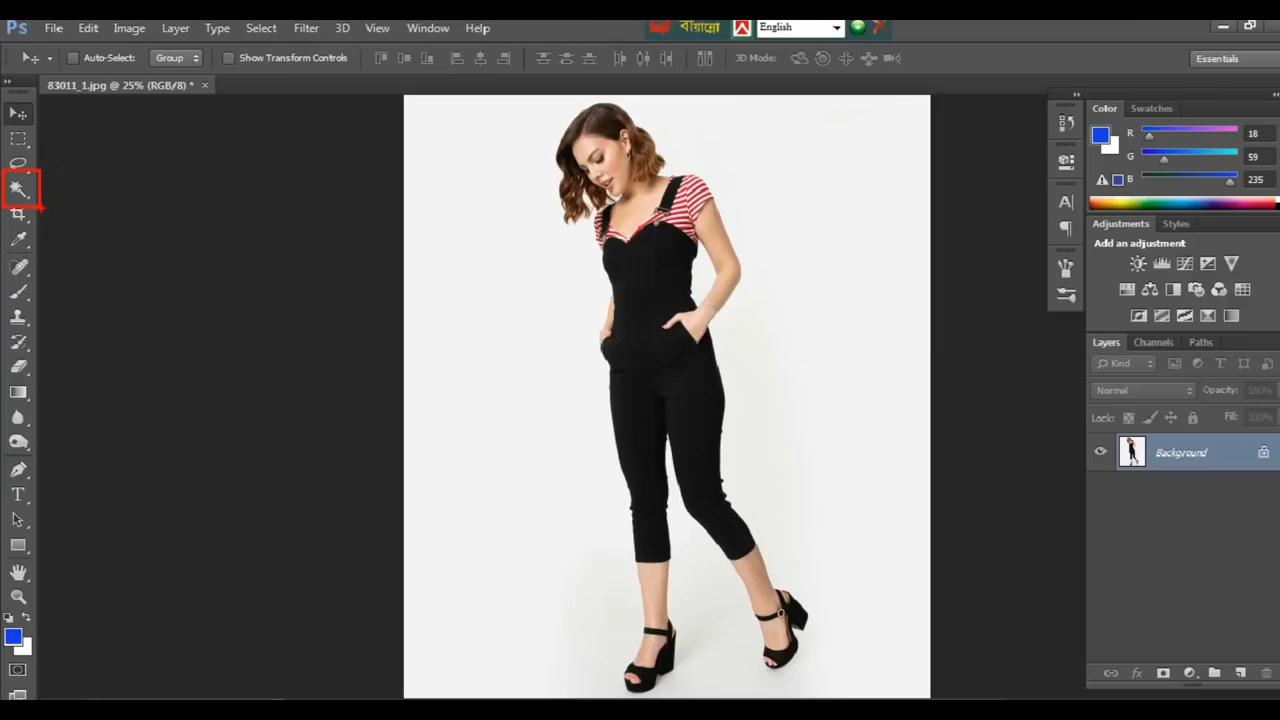 Ps File Edit Image Layer Type Select Filter 3D View Window Help বায়ান্নো English
Auto-Select: Group Show Transform Controls 3D Mode: Essentials
83011_1.jpg @ 25% (RGB/8) * ×
Color Swatches
R 18
G 59
B 235
Adjustments Styles
Add an adjustment
Layers Channels Paths
Kind
Normal Opacity: 100%
Lock: Fill: 100%
Background